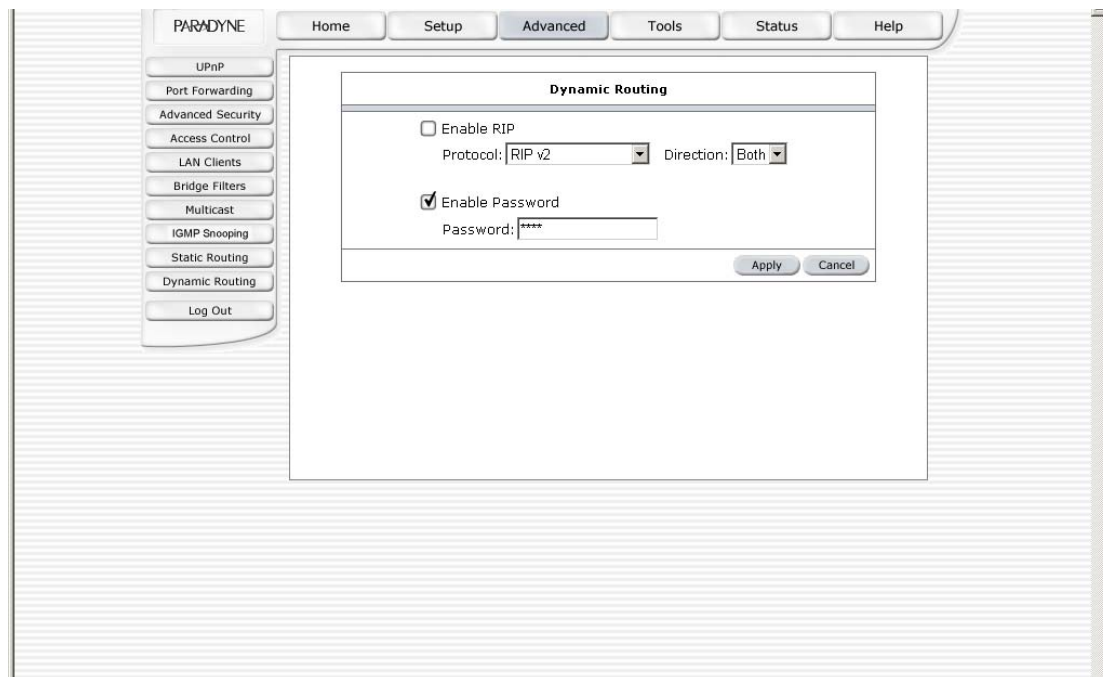 PARADYNE
Home Setup Advanced Tools Status Help
UPnP
Port Forwarding
Advanced Security
Access Control
LAN Clients
Bridge Filters
Multicast
IGMP Snooping
Static Routing
Dynamic Routing
Log Out
Dynamic Routing
Enable RIP
Protocol: RIP v2 Direction: Both
Enable Password
Password: ****
Apply Cancel